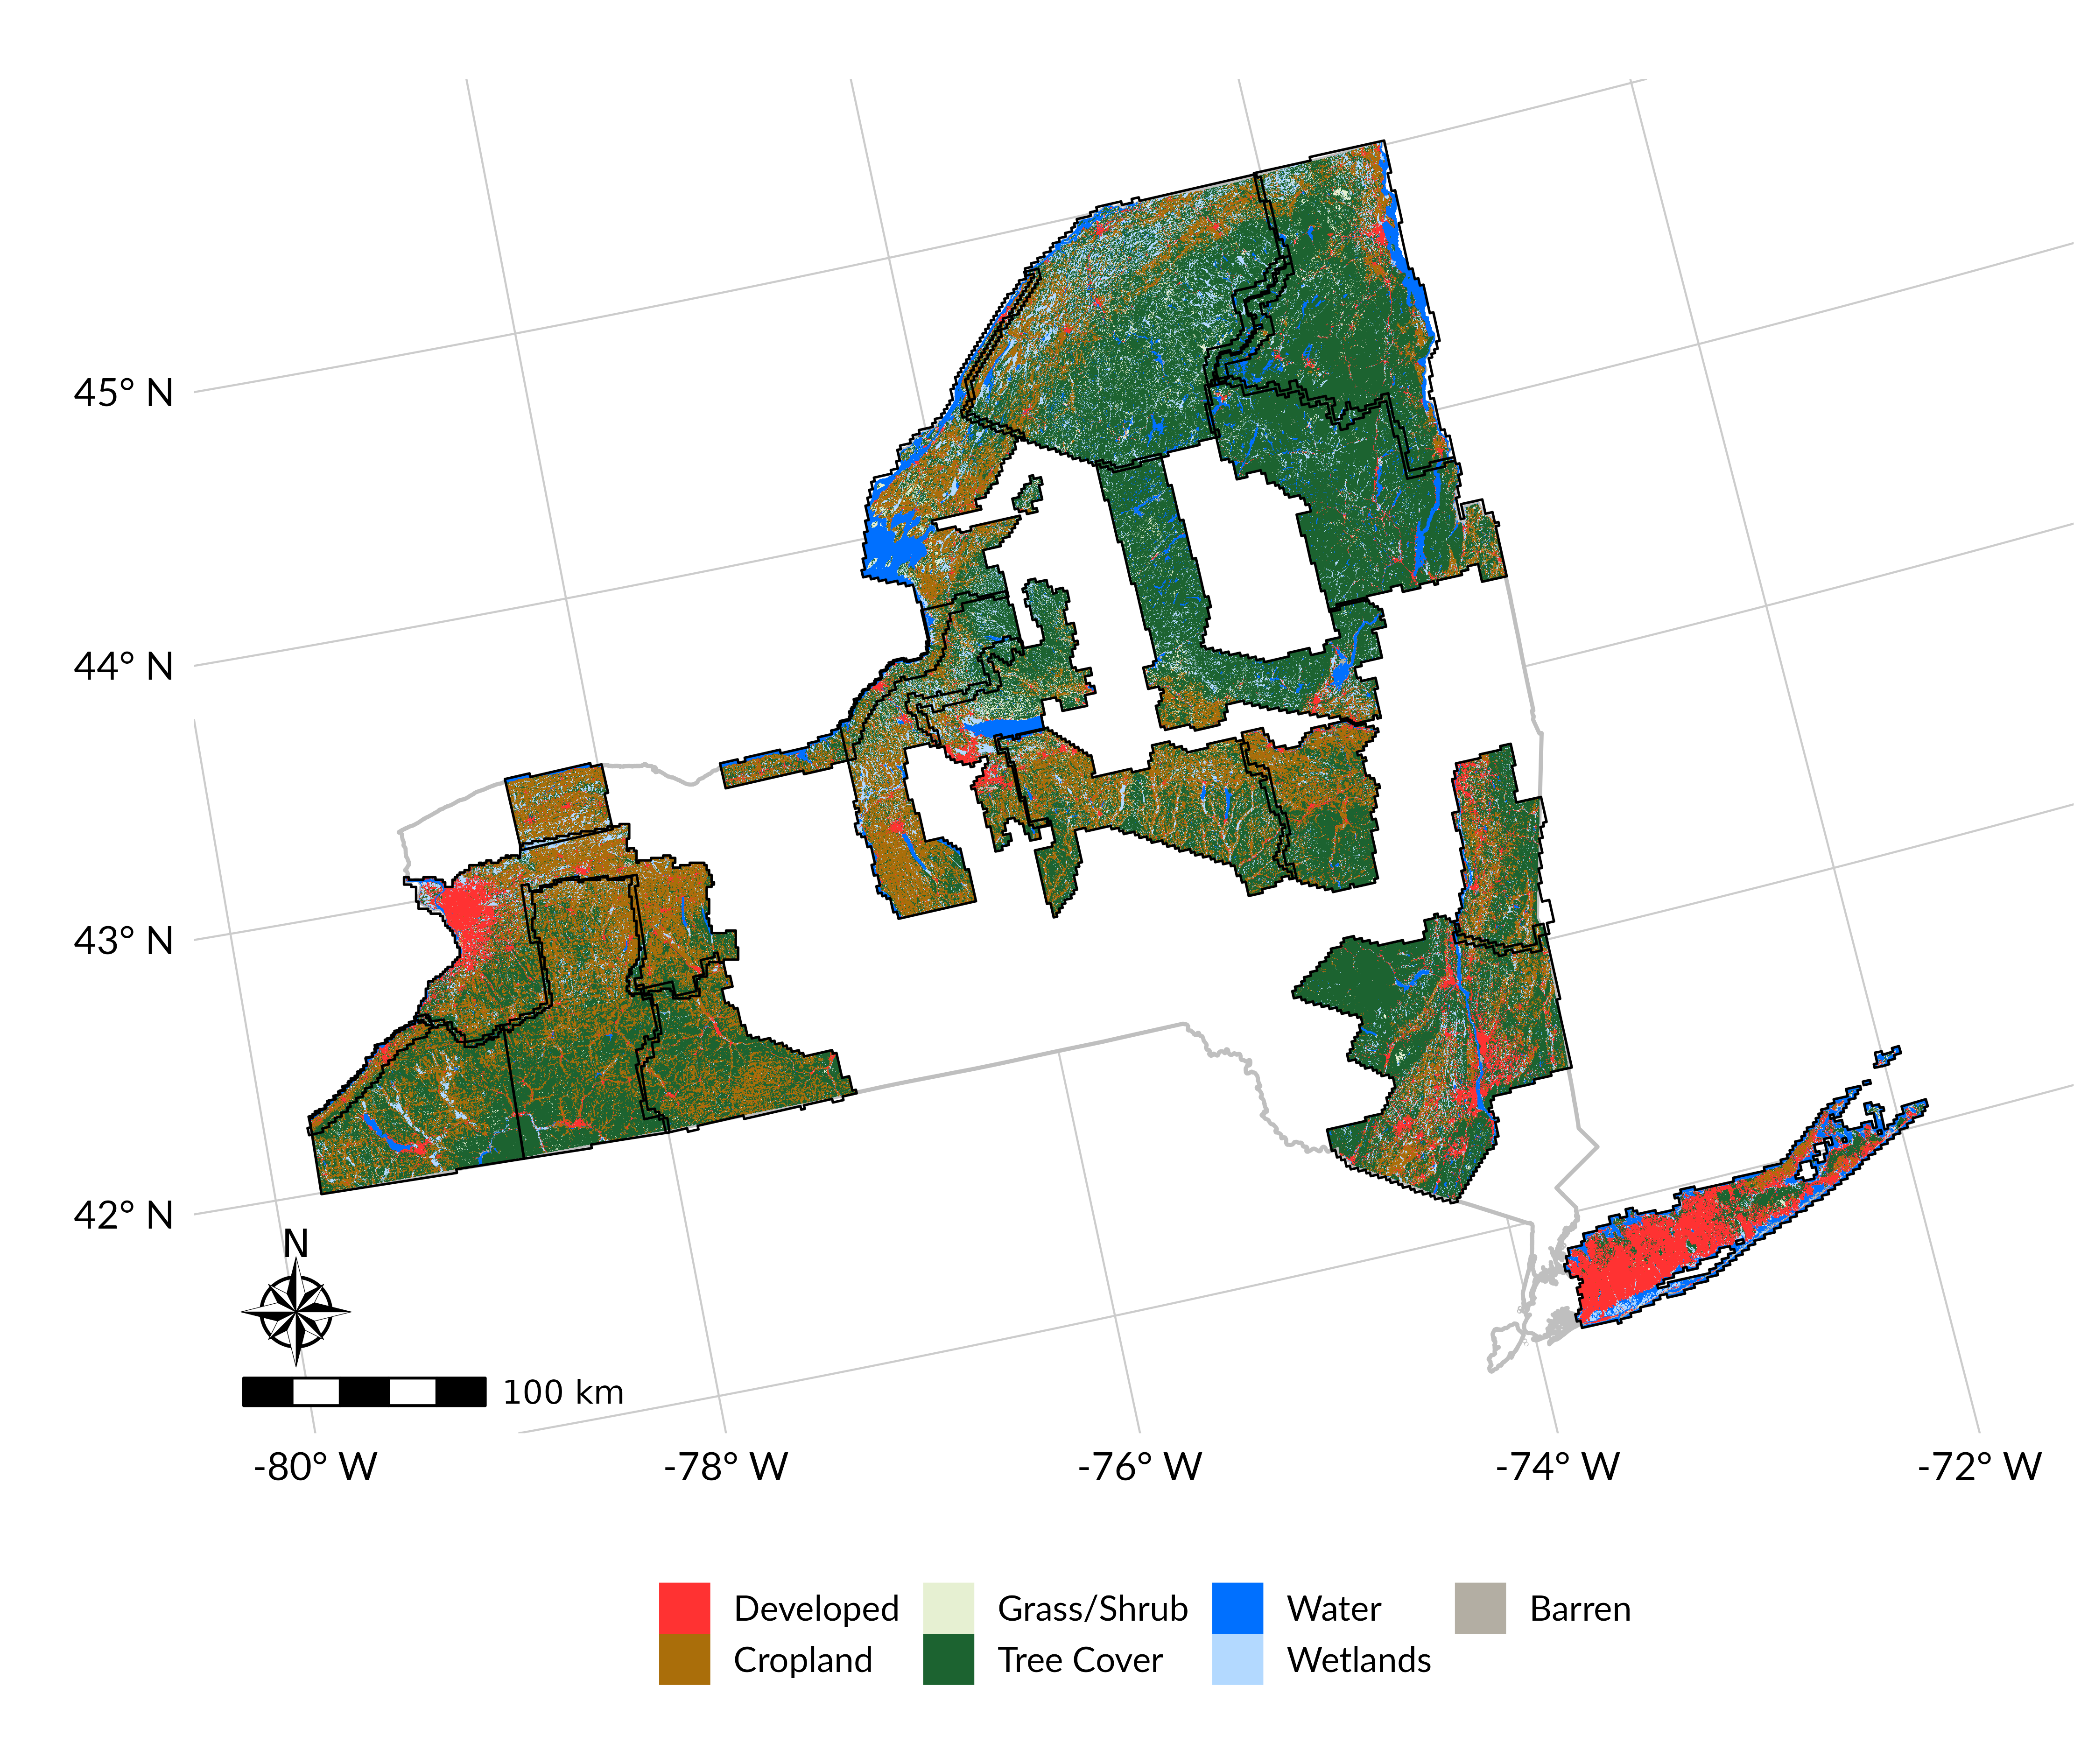 45° N
44° N
43° N
42° N
N
100 km
-80° W
-78° W
-76° W
-74° W
-72° W
Developed
Grass/Shrub
Water
Barren
Cropland
Tree Cover
Wetlands